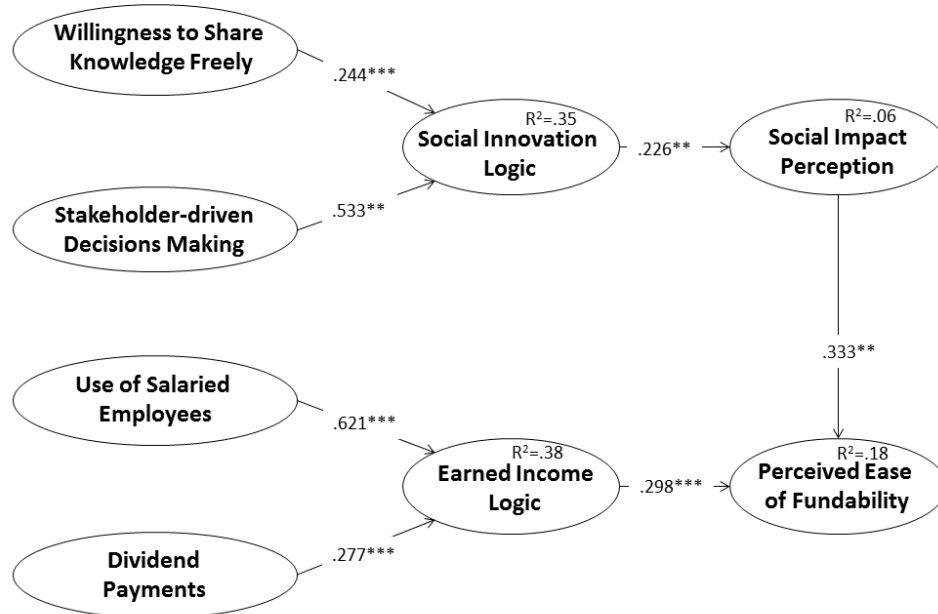 Willingness to Share
Knowledge Freely
.244***
R²=.35
Social Innovation
Logic
.226**
R²=.06
Social Impact
Perception
Stakeholder-driven
Decisions Making
.533**
.333**
Use of Salaried
Employees
.621***
R²=.38
Earned Income
Logic
.298***
R²=.18
Perceived Ease
of Fundability
Dividend
Payments
.277***